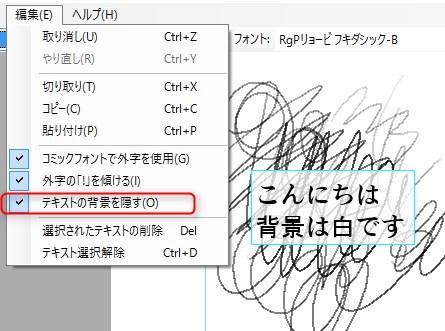 編集(E)
ヘルプ(H)
取り消し(U) Ctrl+Z
やり直し(R) Ctrl+Y
切り取り(T) Ctrl+X
コピー(C) Ctrl+C
貼り付け(P) Ctrl+P
コミックフォントで外字を使用(G)
外字の「!」を傾ける(I)
テキストの背景を隠す(O)
選択されたテキストの削除 Del
テキスト選択解除 Ctrl+D
フォント: RgPリョービ フキダシック-B
こんにちは
背景は白です